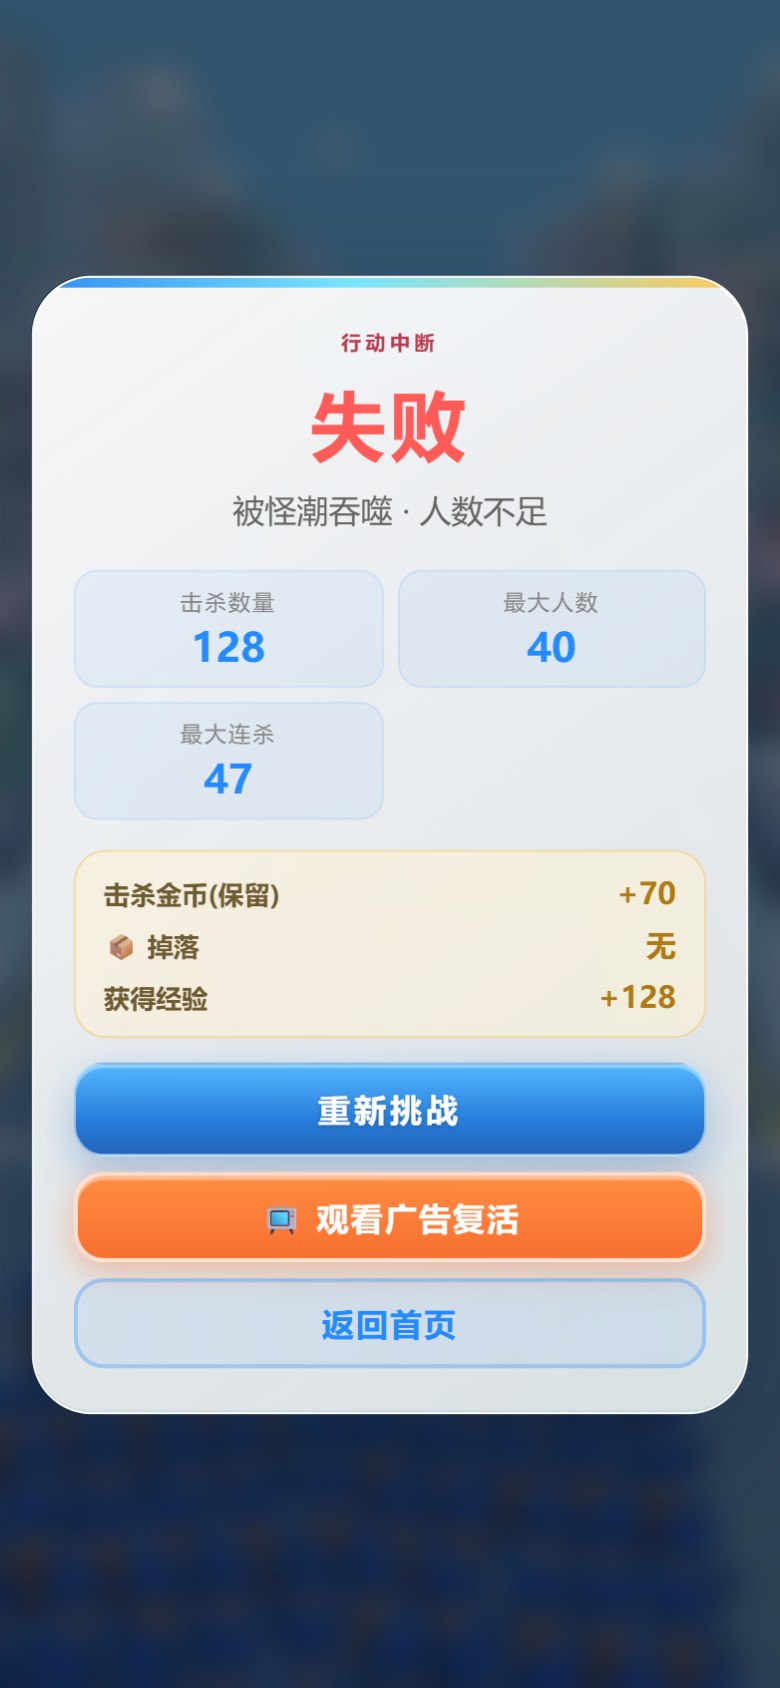 行动中断
失败
被怪潮吞噬 · 人数不足
击杀数量
128
最大人数
40
最大连杀
47
击杀金币(保留) +70
掉落 无
获得经验 +128
重新挑战
观看广告复活
返回首页